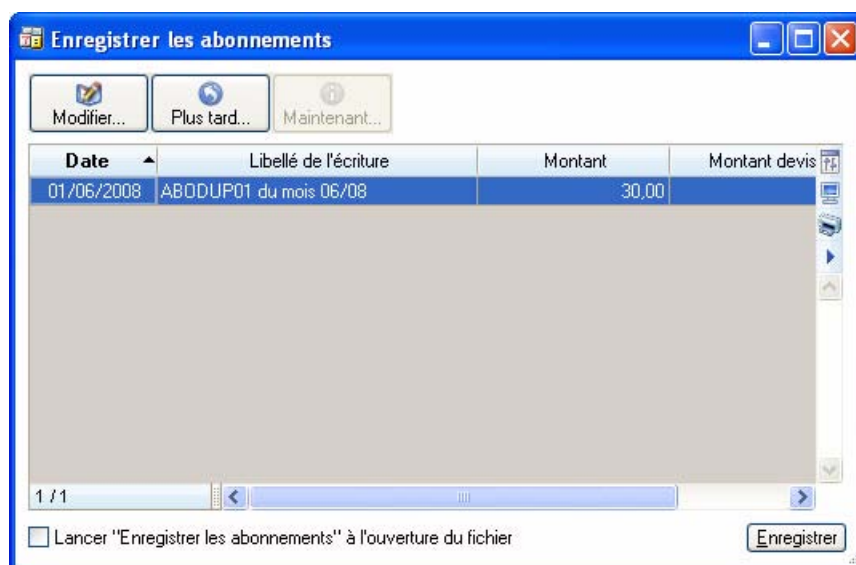 Enregistrer les abonnements
Modifier... Plus tard... Maintenant...
Date Libellé de l'écriture Montant Montant devis
01/06/2008 ABODUP01 du mois 06/08 30,00
1 / 1
Lancer "Enregistrer les abonnements" à l'ouverture du fichier Enregistrer